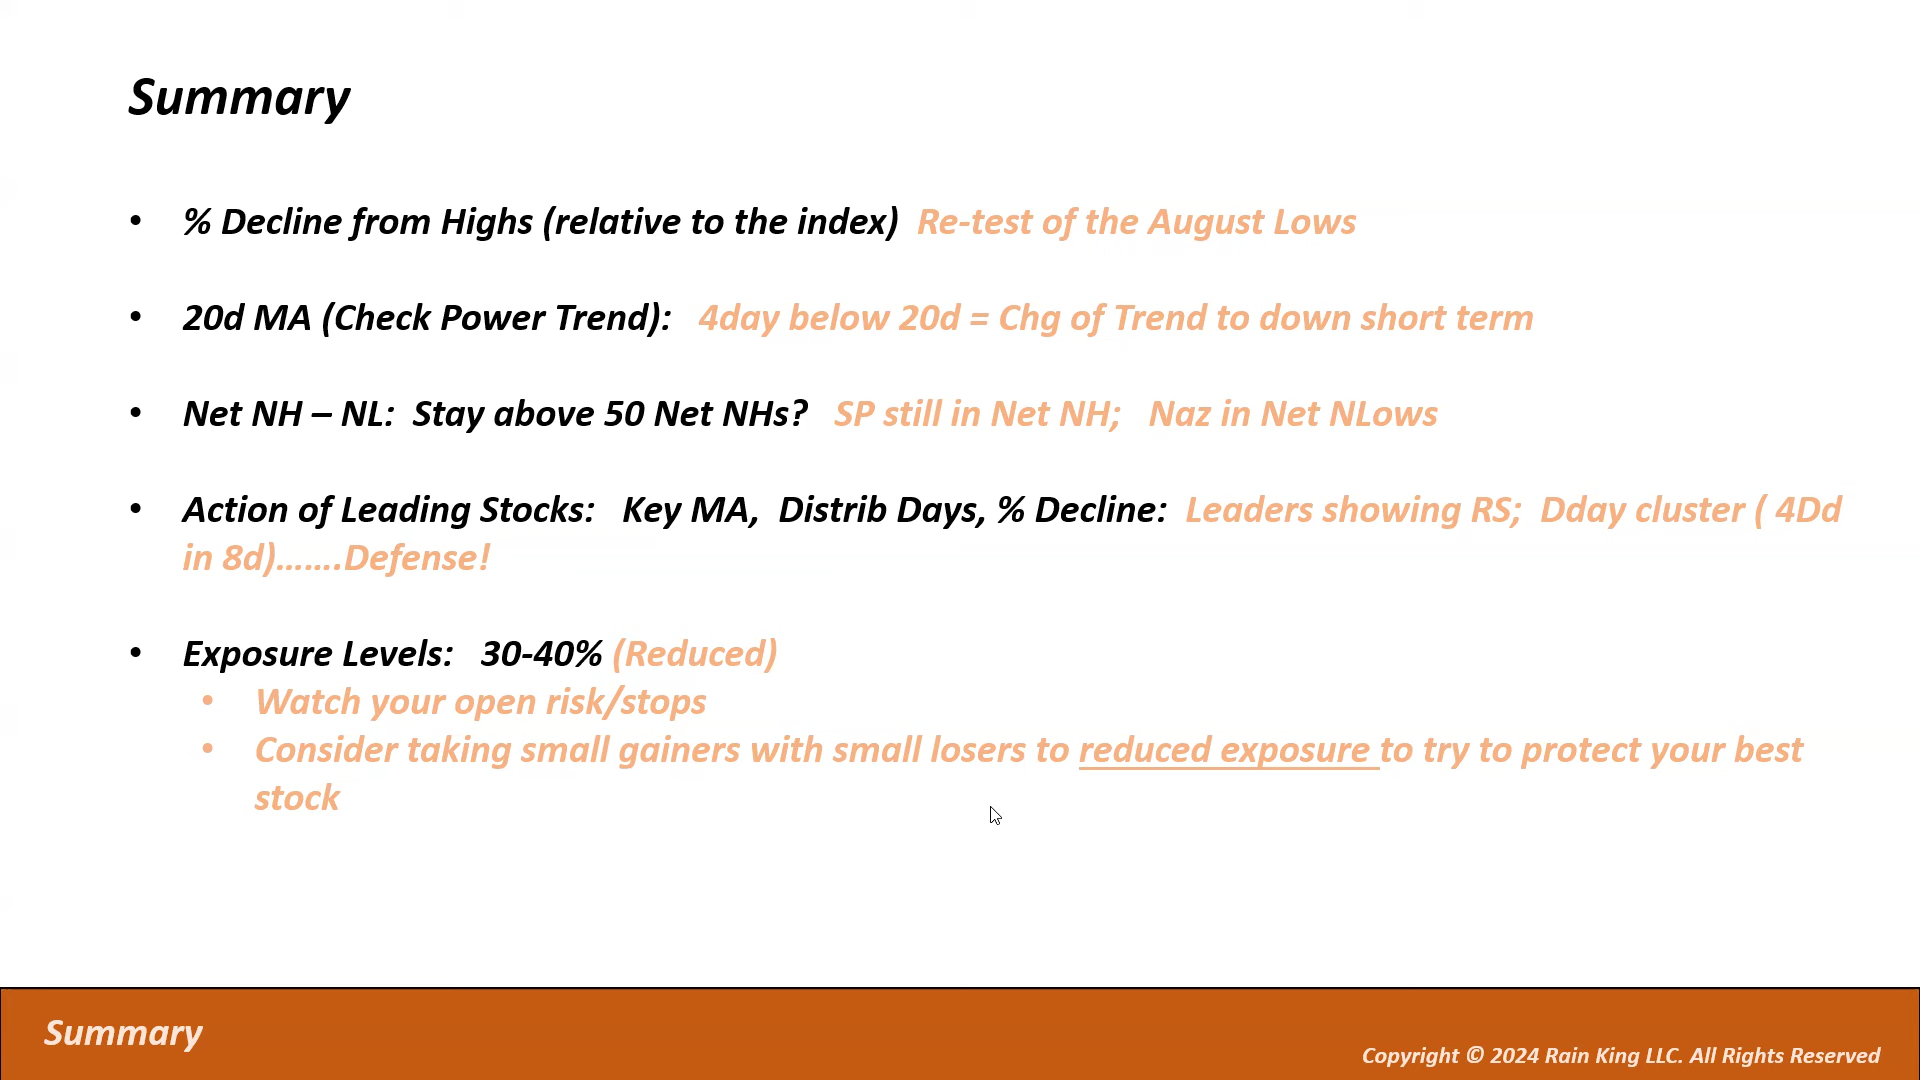 Summary
• % Decline from Highs (relative to the index) Re-test of the August Lows
• 20d MA (Check Power Trend): 4day below 20d = Chg of Trend to down short term
• Net NH – NL: Stay above 50 Net NHs? SP still in Net NH; Naz in Net NLows
• Action of Leading Stocks: Key MA, Distrib Days, % Decline: Leaders showing RS; Dday cluster ( 4Dd
in 8d)…….Defense!
• Exposure Levels: 30-40% (Reduced)
• Watch your open risk/stops
• Consider taking small gainers with small losers to reduced exposure to try to protect your best
stock
Summary
Copyright © 2024 Rain King LLC. All Rights Reserved